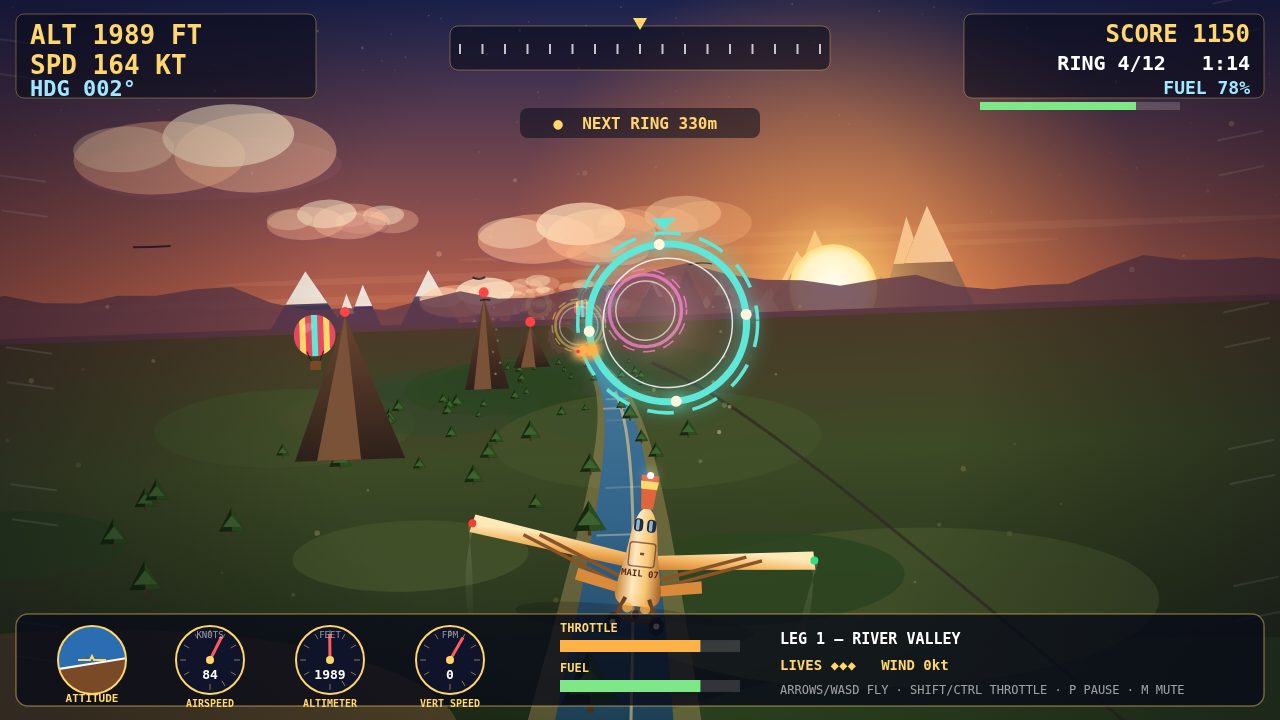 ALT 1989 FT
SPD 164 KT
HDG 002°
SCORE 1150
RING 4/12 1:14
FUEL 78%
● NEXT RING 330m
MAIL 07
ATTITUDE
KNOTS
84
AIRSPEED
FEET
1989
ALTIMETER
FPM
0
VERT SPEED
THROTTLE
FUEL
LEG 1 — RIVER VALLEY
LIVES ◆◆◆ WIND 0kt
ARROWS/WASD FLY · SHIFT/CTRL THROTTLE · P PAUSE · M MUTE